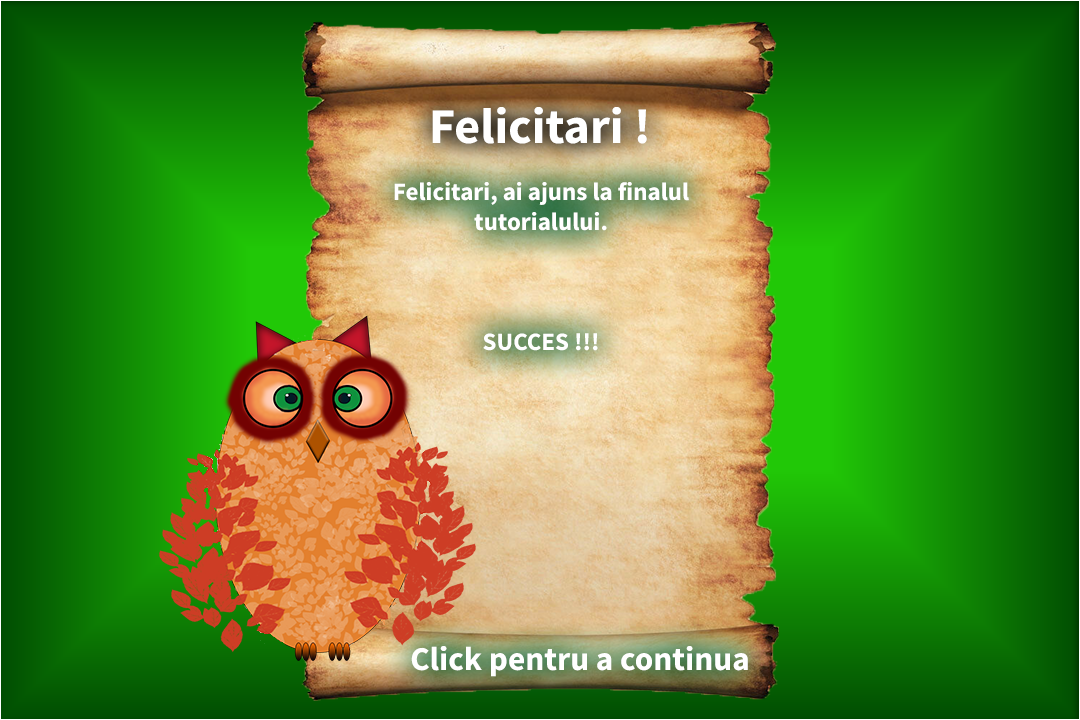 Felicitari !
Felicitari, ai ajuns la finalul
tutorialului.
SUCCES !!!
Click pentru a continua